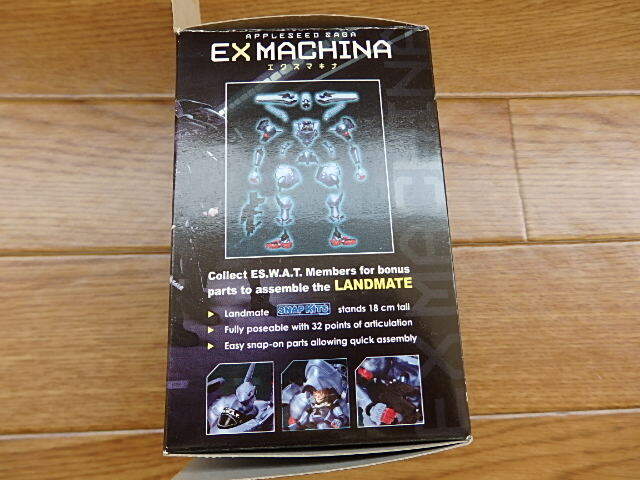 APPLESEED SAGA
EX MACHINA
エクスマキナ
Collect ES.W.A.T. Members for bonus
parts to assemble the LANDMATE
Landmate SNAP KITS stands 18 cm tall
Fully poseable with 32 points of articulation
Easy snap-on parts allowing quick assembly
EX MACHINA